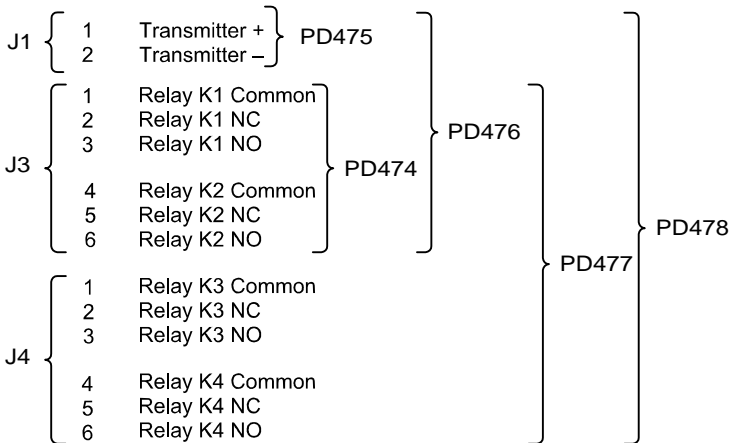 J1 1 Transmitter + PD475
2 Transmitter –
J3 1 Relay K1 Common
2 Relay K1 NC
3 Relay K1 NO
PD474
PD476
4 Relay K2 Common
5 Relay K2 NC
6 Relay K2 NO
PD478
PD477
J4 1 Relay K3 Common
2 Relay K3 NC
3 Relay K3 NO
4 Relay K4 Common
5 Relay K4 NC
6 Relay K4 NO